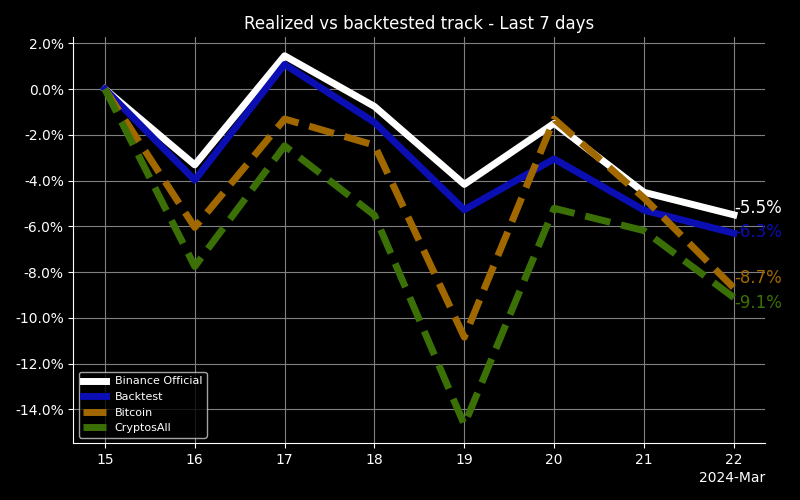 Realized vs backtested track - Last 7 days
2.0%
0.0%
-2.0%
-4.0%
-6.0%
-8.0%
-10.0%
-12.0%
-14.0%
-5.5%
-6.3%
-8.7%
-9.1%
Binance Official
Backtest
Bitcoin
CryptosAll
15 16 17 18 19 20 21 22
2024-Mar